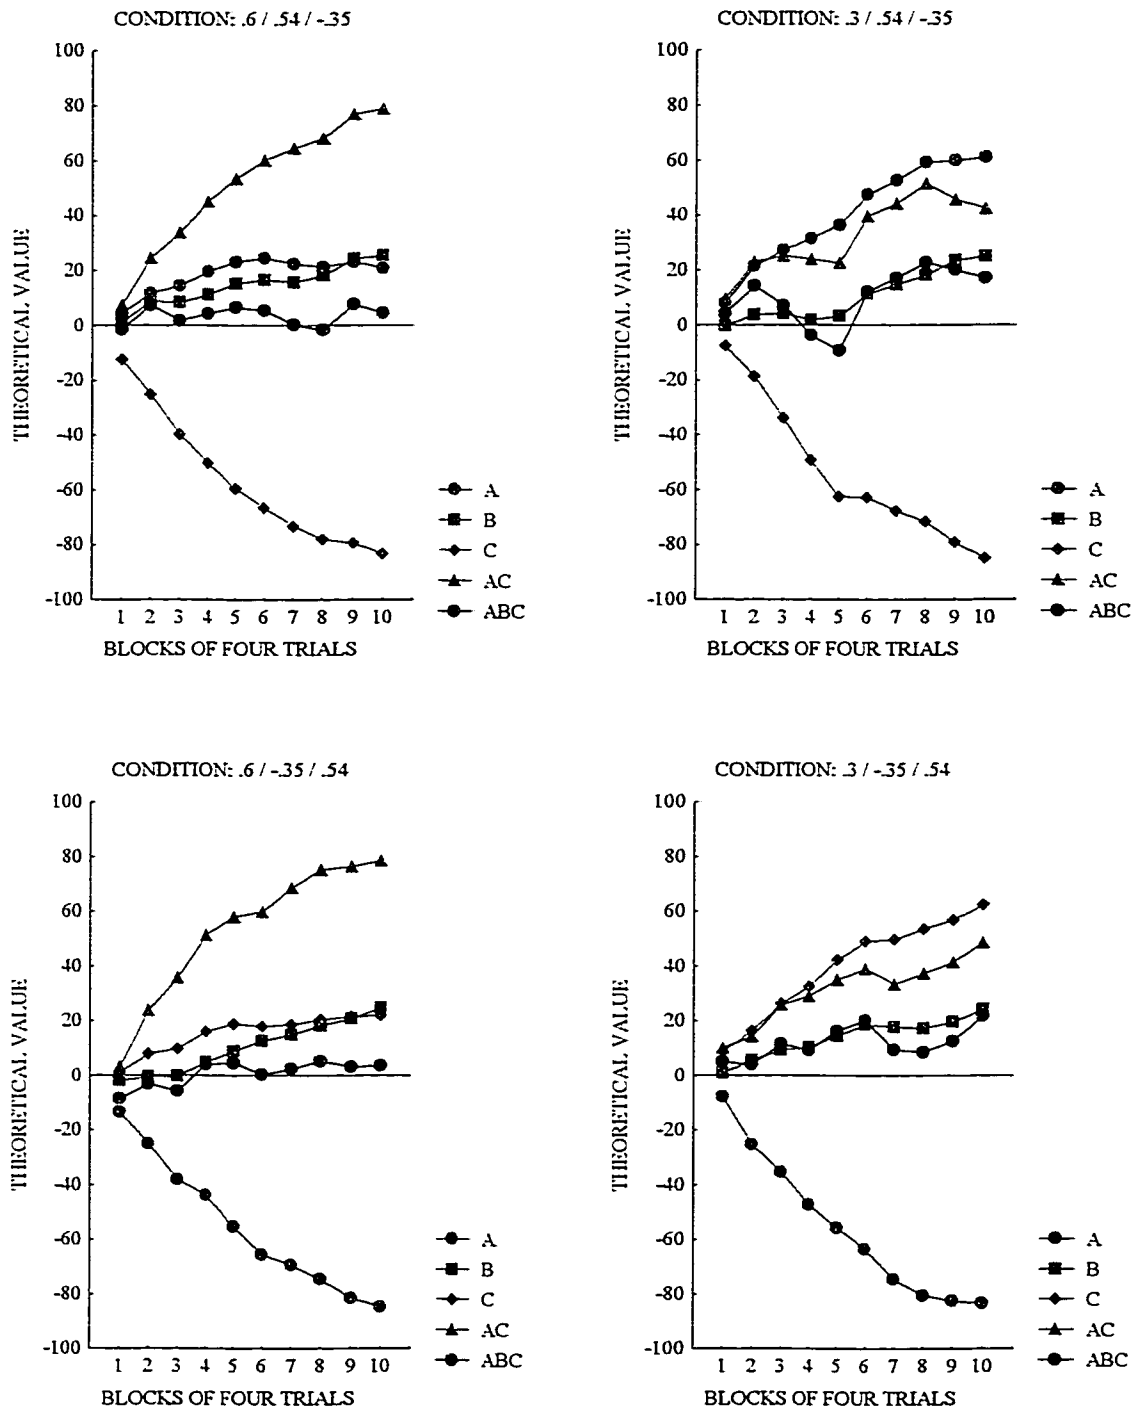 CONDITION: .6 / .54 / -.35
100
80
60
40
20
0
-20
-40
-60
-80
-100
THEORETICAL VALUE
1 2 3 4 5 6 7 8 9 10
BLOCKS OF FOUR TRIALS
A
B
C
AC
ABC
CONDITION: .3 / .54 / -.35
100
80
60
40
20
0
-20
-40
-60
-80
-100
THEORETICAL VALUE
1 2 3 4 5 6 7 8 9 10
BLOCKS OF FOUR TRIALS
A
B
C
AC
ABC
CONDITION: .6 / -.35 / .54
100
80
60
40
20
0
-20
-40
-60
-80
-100
THEORETICAL VALUE
1 2 3 4 5 6 7 8 9 10
BLOCKS OF FOUR TRIALS
A
B
C
AC
ABC
CONDITION: .3 / -.35 / .54
100
80
60
40
20
0
-20
-40
-60
-80
-100
THEORETICAL VALUE
1 2 3 4 5 6 7 8 9 10
BLOCKS OF FOUR TRIALS
A
B
C
AC
ABC